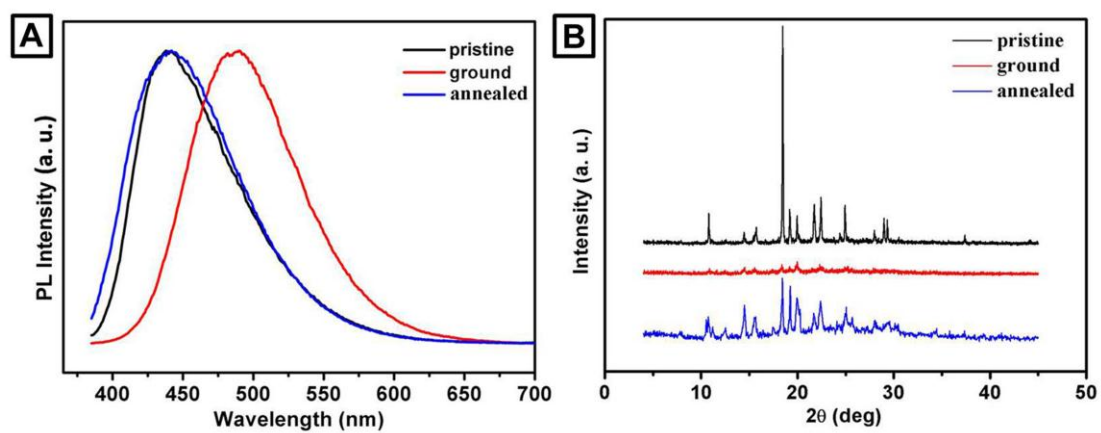 A
pristine
ground
annealed
PL Intensity (a. u.)
400 450 500 550 600 650 700
Wavelength (nm)
B
pristine
ground
annealed
Intensity (a. u.)
0 10 20 30 40 50
2θ (deg)